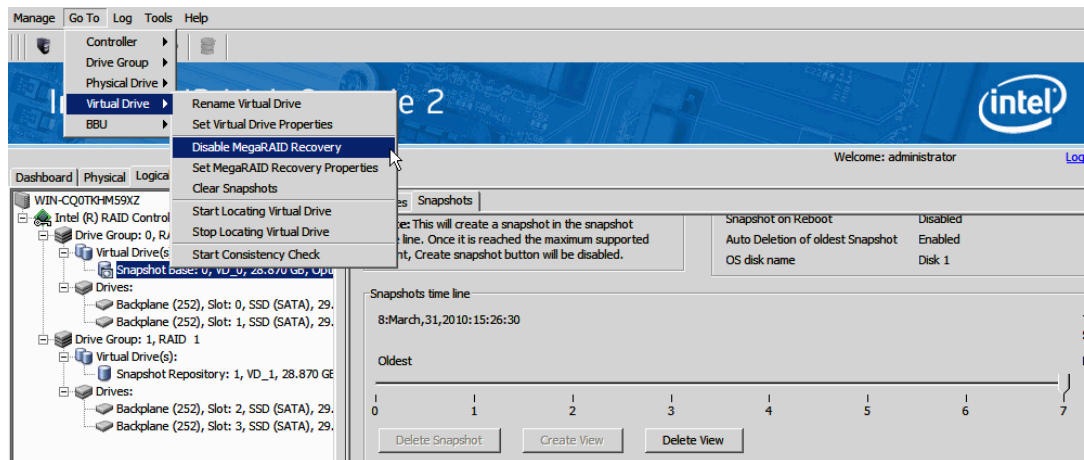 Manage Go To Log Tools Help
Controller
Drive Group
Physical Drive
Virtual Drive
BBU
Rename Virtual Drive
Set Virtual Drive Properties
Disable MegaRAID Recovery
Set MegaRAID Recovery Properties
Clear Snapshots
Start Locating Virtual Drive
Stop Locating Virtual Drive
Start Consistency Check
e 2
intel
Welcome: administrator
Log
Dashboard Physical Logica
WIN-CQ0TKHM59XZ
Intel (R) RAID Control
Drive Group: 0, RA
Virtual Drive(s
Snapshot Base: 0, VD_0, 28.870 GB, Opti
Drives:
Backplane (252), Slot: 0, SSD (SATA), 29.
Backplane (252), Slot: 1, SSD (SATA), 29.
Drive Group: 1, RAID 1
Virtual Drive(s):
Snapshot Repository: 1, VD_1, 28.870 GB
Drives:
Backplane (252), Slot: 2, SSD (SATA), 29.
Backplane (252), Slot: 3, SSD (SATA), 29.
es Snapshots
te: This will create a snapshot in the snapshot
line. Once it is reached the maximum supported
nt, Create snapshot button will be disabled.
Snapshot on Reboot Disabled
Auto Deletion of oldest Snapshot Enabled
OS disk name Disk 1
Snapshots time line
8:March,31,2010:15:26:30
Oldest
0 1 2 3 4 5 6 7
Delete Snapshot Create View Delete View